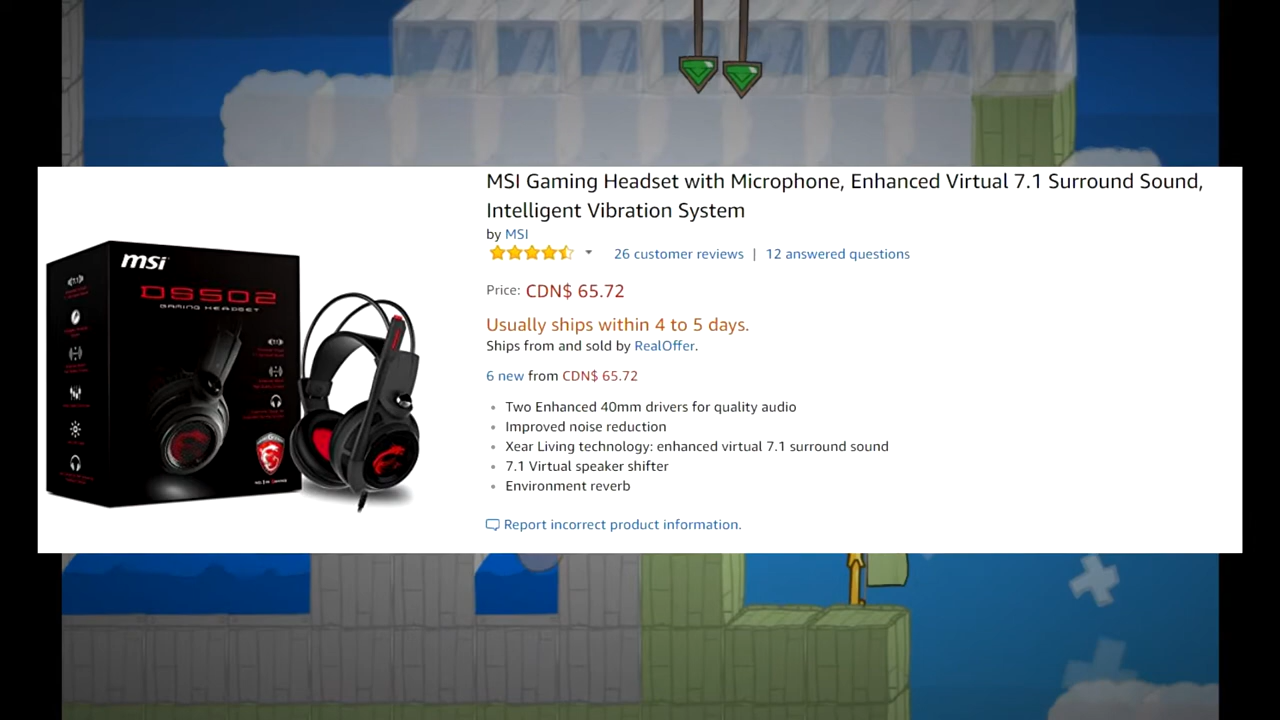 MSI Gaming Headset with Microphone, Enhanced Virtual 7.1 Surround Sound,
Intelligent Vibration System
by MSI
26 customer reviews | 12 answered questions
Price: CDN$ 65.72
Usually ships within 4 to 5 days.
Ships from and sold by RealOffer.
6 new from CDN$ 65.72
Two Enhanced 40mm drivers for quality audio
Improved noise reduction
Xear Living technology: enhanced virtual 7.1 surround sound
7.1 Virtual speaker shifter
Environment reverb
Report incorrect product information.
msi
DS502
GAMING HEADSET